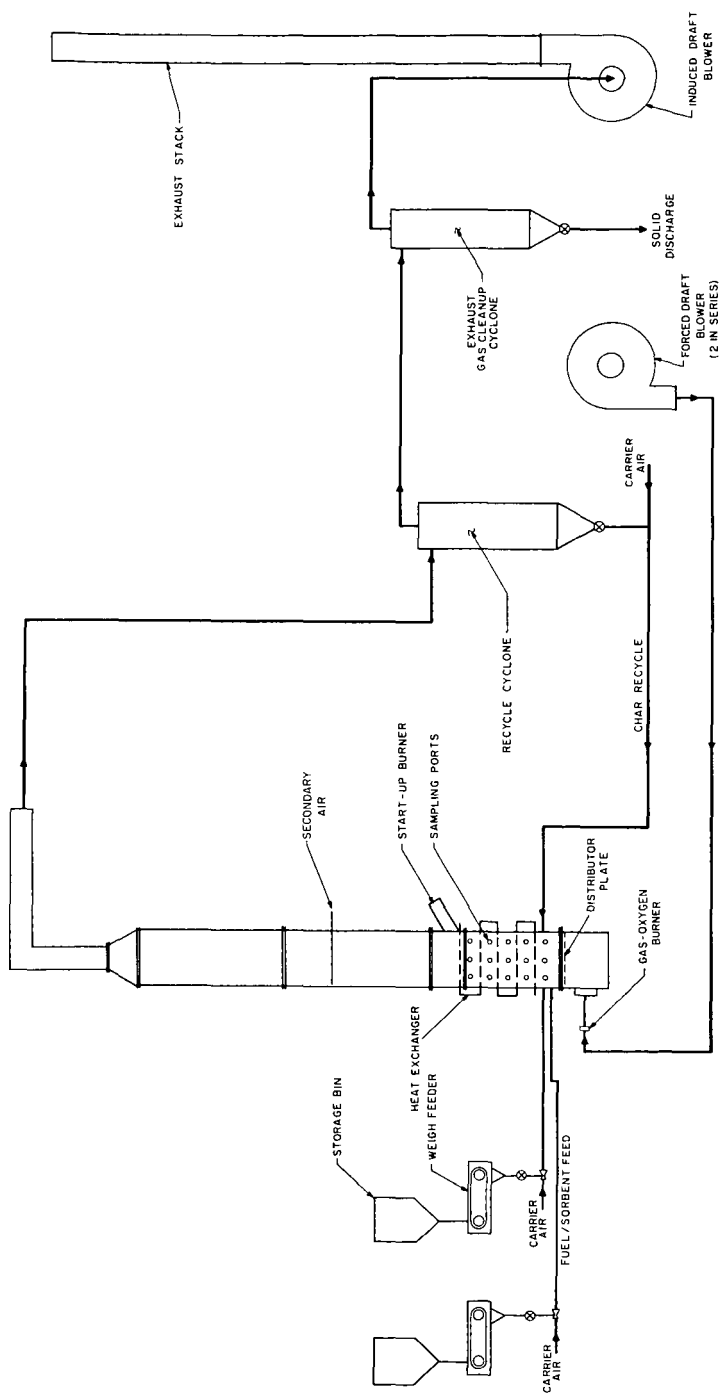 EXHAUST STACK
INDUCED DRAFT
BLOWER
EXHAUST
GAS CLEANUP
CYCLONE
SOLID
DISCHARGE
FORCED DRAFT
BLOWER
(2 IN SERIES)
CARRIER
AIR
RECYCLE CYCLONE
CHAR RECYCLE
SECONDARY
AIR
START-UP BURNER
SAMPLING PORTS
DISTRIBUTOR
PLATE
GAS-OXYGEN
BURNER
HEAT EXCHANGER
STORAGE BIN
WEIGH FEEDER
CARRIER
AIR
FUEL/SORBENT FEED
CARRIER
AIR